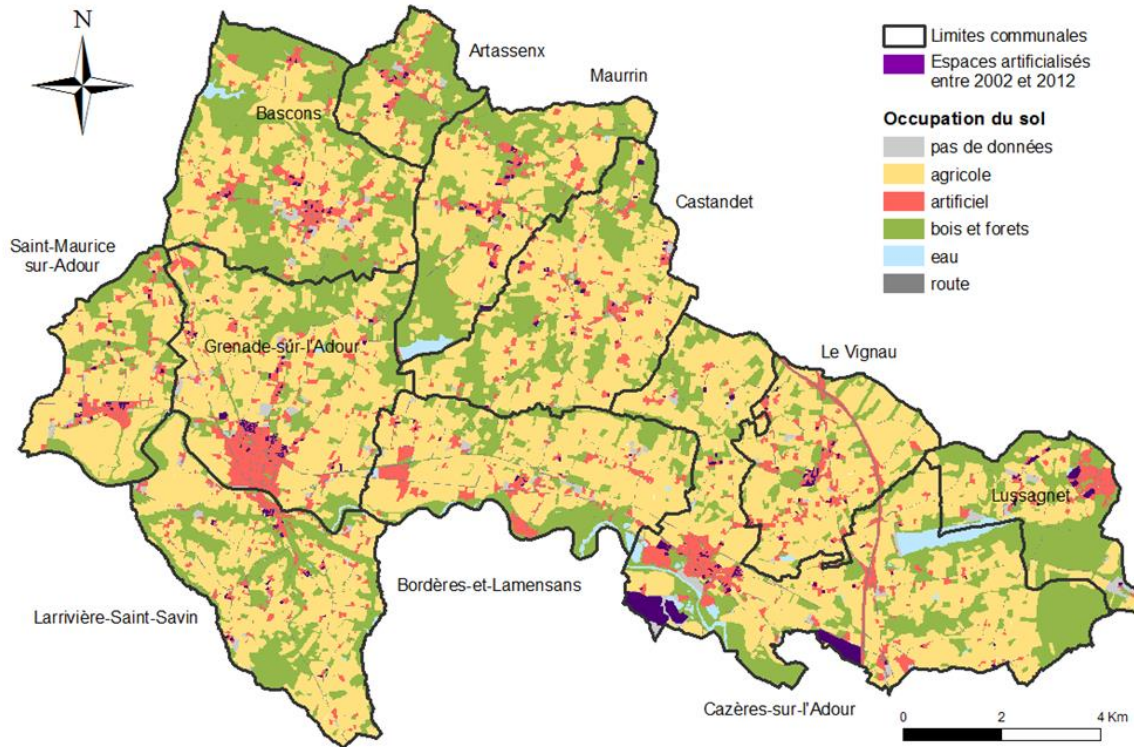 N
Artassenx
Maurrin
Bascons
Castandet
Saint-Maurice
sur-Adour
Grenade-sur-l'Adour
Le Vignau
Lussagnet
Bordères-et-Lamensans
Larrivière-Saint-Savin
Cazères-sur-l'Adour
Limites communales
Espaces artificialisés
entre 2002 et 2012
Occupation du sol
pas de données
agricole
artificiel
bois et forets
eau
route
0 2 4 Km